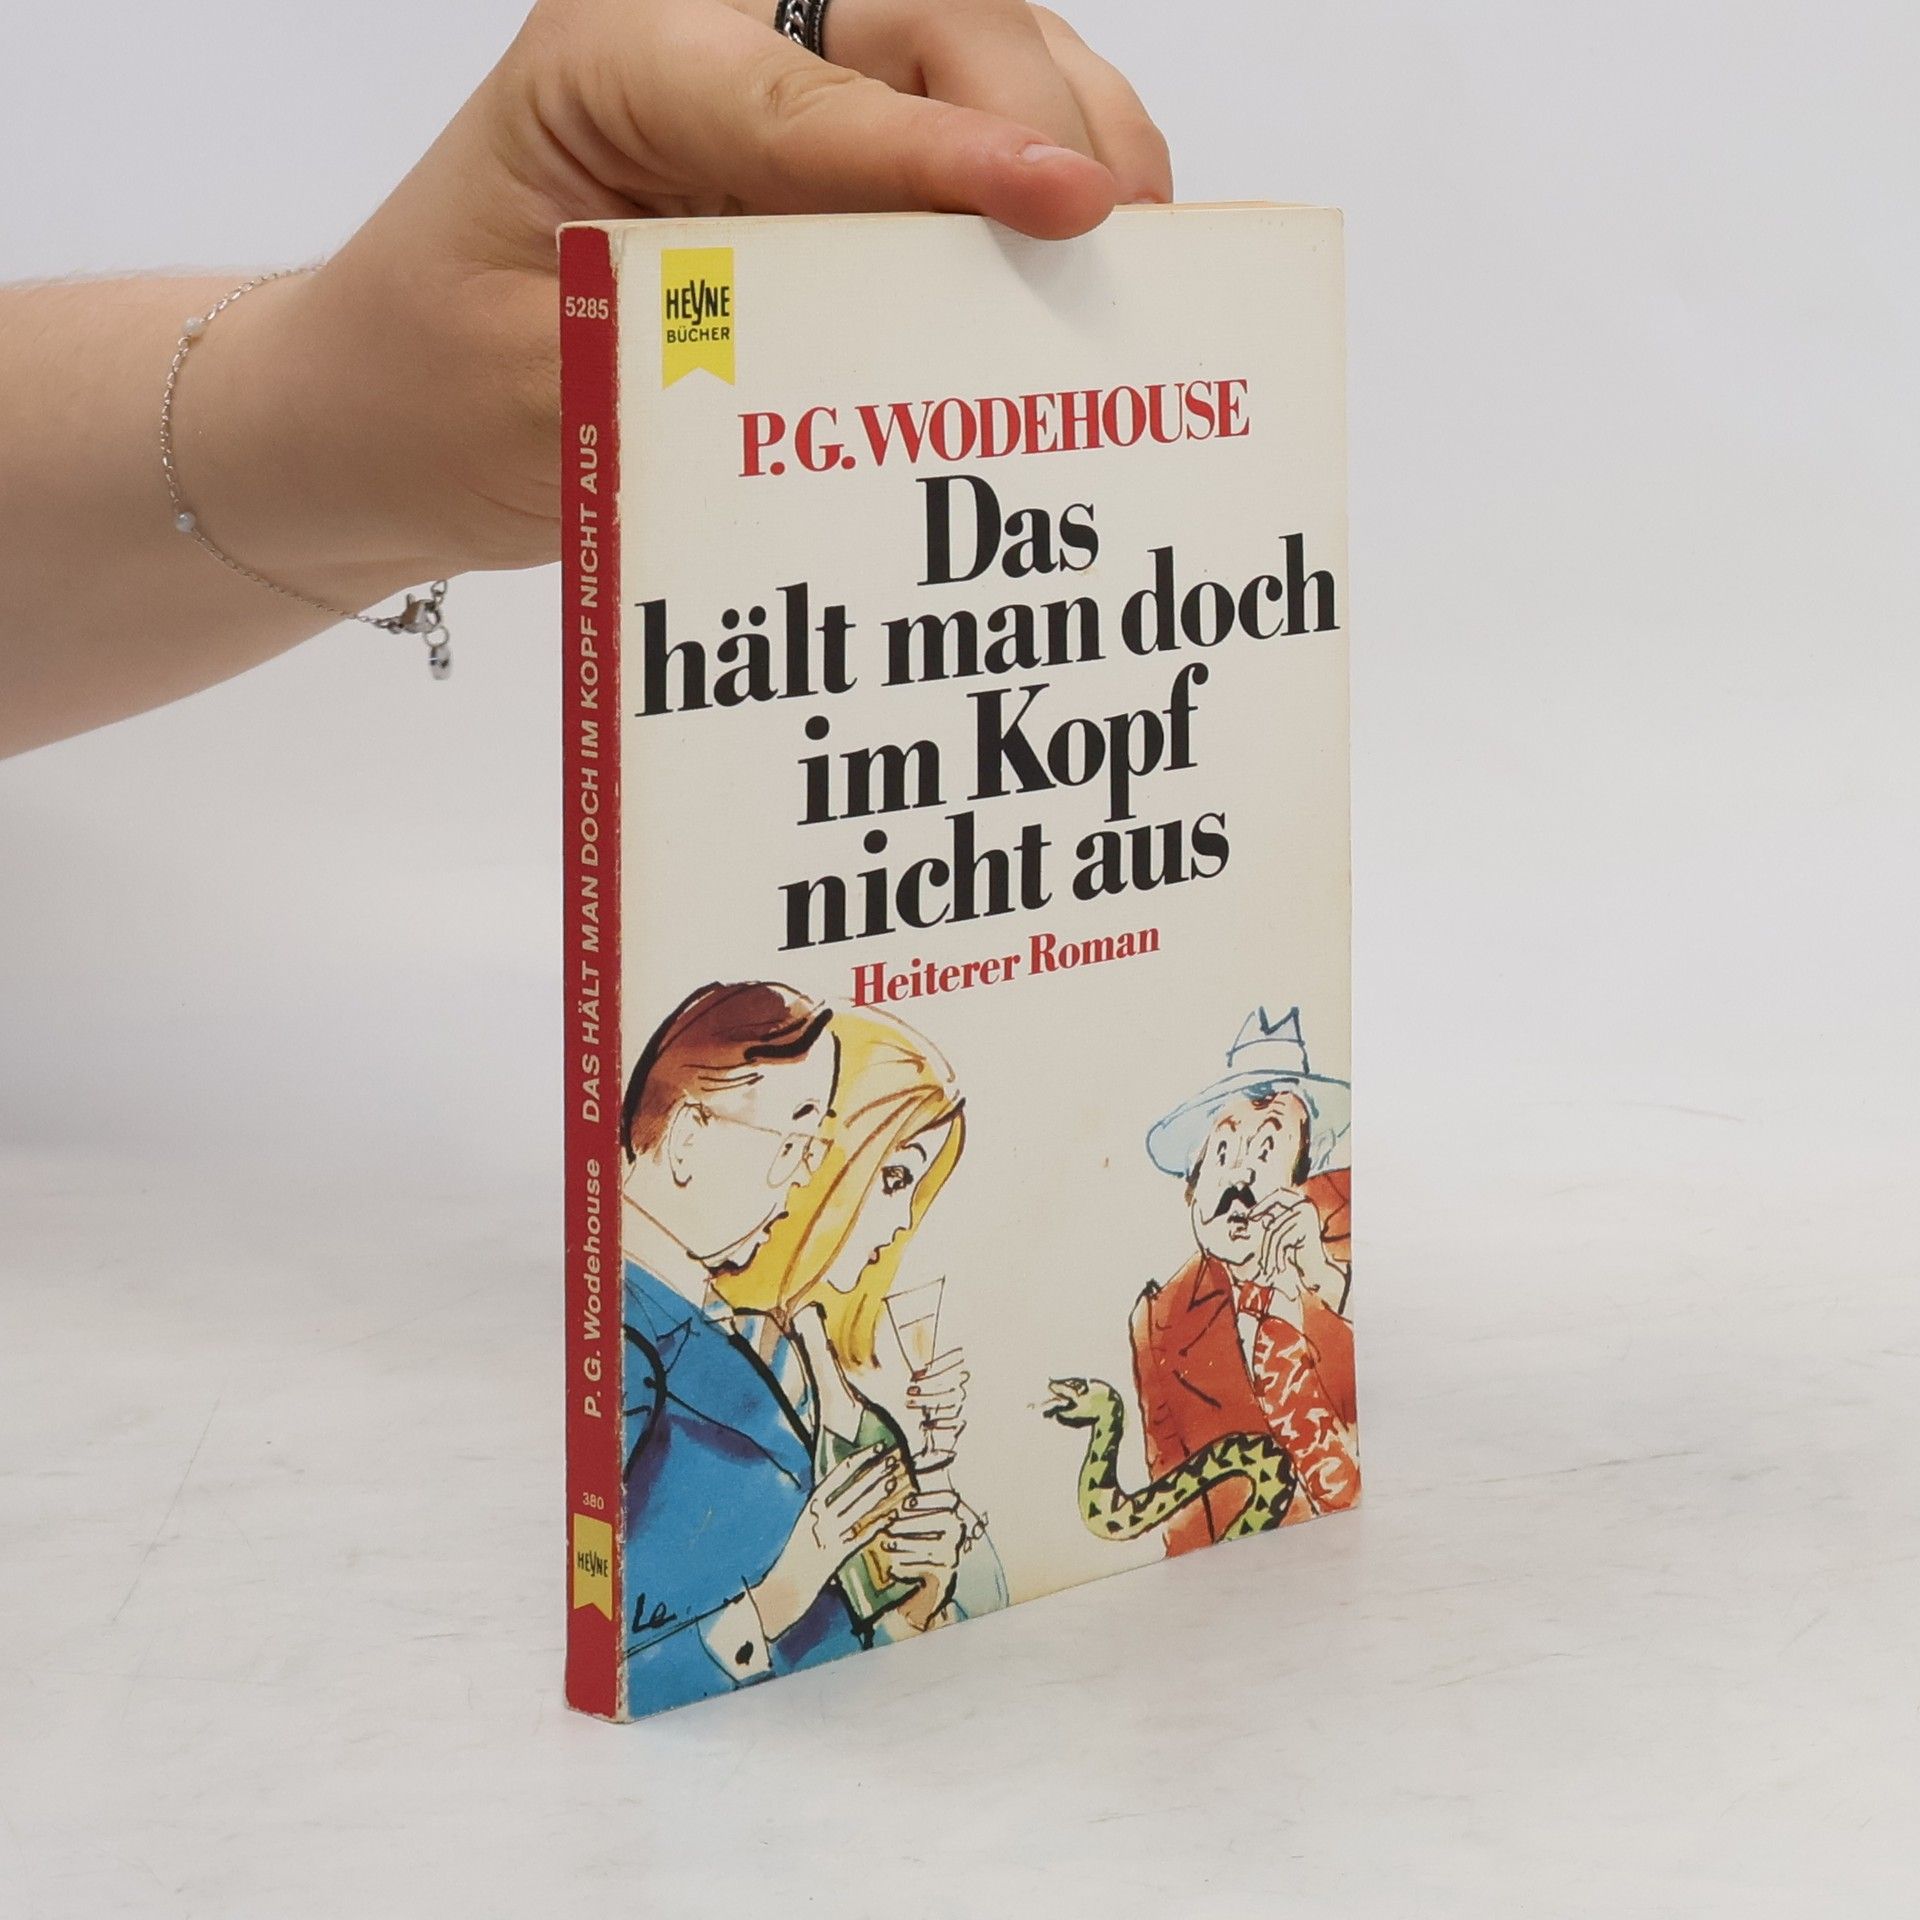 5285
P. G. Wodehouse DAS HÄLT MAN DOCH IM KOPF NICHT AUS
380
HEYNE
HEYNE
BÜCHER
P.G. WODEHOUSE
Das
hält man doch
im Kopf
nicht aus
Heiterer Roman
Le.